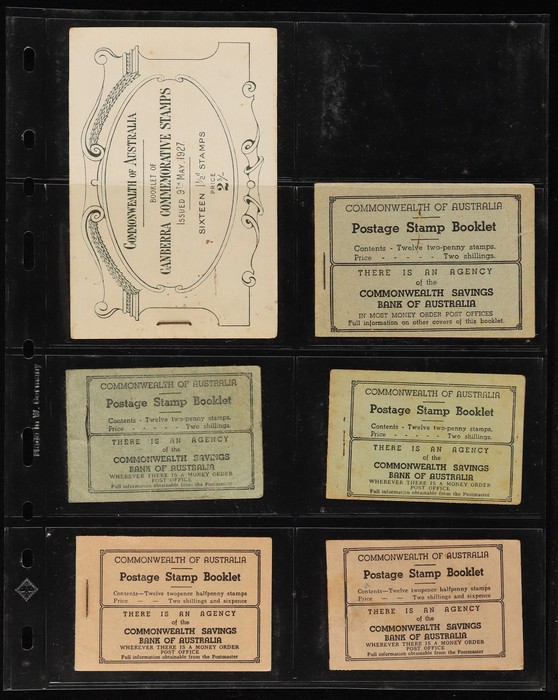 COMMONWEALTH OF AUSTRALIA
BOOKLET OF
CANBERRA COMMEMORATIVE STAMPS
ISSUED 9TH MAY, 1927.
SIXTEEN 1½d STAMPS
PRICE
2/-
COMMONWEALTH OF AUSTRALIA
Postage Stamp Booklet
Contents - Twelve two-penny stamps.
Price - - - - - Two shillings.
THERE IS AN AGENCY
of the
COMMONWEALTH SAVINGS
BANK OF AUSTRALIA
IN MOST MONEY ORDER POST OFFICES
Full information on other covers of this booklet.
COMMONWEALTH OF AUSTRALIA
Postage Stamp Booklet
Contents - Twelve two-penny stamps.
Price - - - - - Two shillings.
THERE IS AN AGENCY
of the
COMMONWEALTH SAVINGS
BANK OF AUSTRALIA
WHEREVER THERE IS A MONEY ORDER
POST OFFICE
Full information obtainable from the Postmaster
COMMONWEALTH OF AUSTRALIA
Postage Stamp Booklet
Contents - Twelve two-penny stamps.
Price - - - - - Two shillings.
THERE IS AN AGENCY
of the
COMMONWEALTH SAVINGS
BANK OF AUSTRALIA
WHEREVER THERE IS A MONEY ORDER
POST OFFICE
Full information obtainable from the Postmaster
Made in W. Germany
COMMONWEALTH OF AUSTRALIA
Postage Stamp Booklet
Contents—Twelve twopence halfpenny stamps
Price — — Two shillings and sixpence
THERE IS AN AGENCY
of the
COMMONWEALTH SAVINGS
BANK OF AUSTRALIA
WHEREVER THERE IS A MONEY ORDER
POST OFFICE
Full information obtainable from the Postmaster
COMMONWEALTH OF AUSTRALIA
Postage Stamp Booklet
Contents—Twelve twopence halfpenny stamps
Price — — Two shillings and sixpence
THERE IS AN AGENCY
of the
COMMONWEALTH SAVINGS
BANK OF AUSTRALIA
WHEREVER THERE IS A MONEY ORDER
POST OFFICE
Full information obtainable from the Postmaster